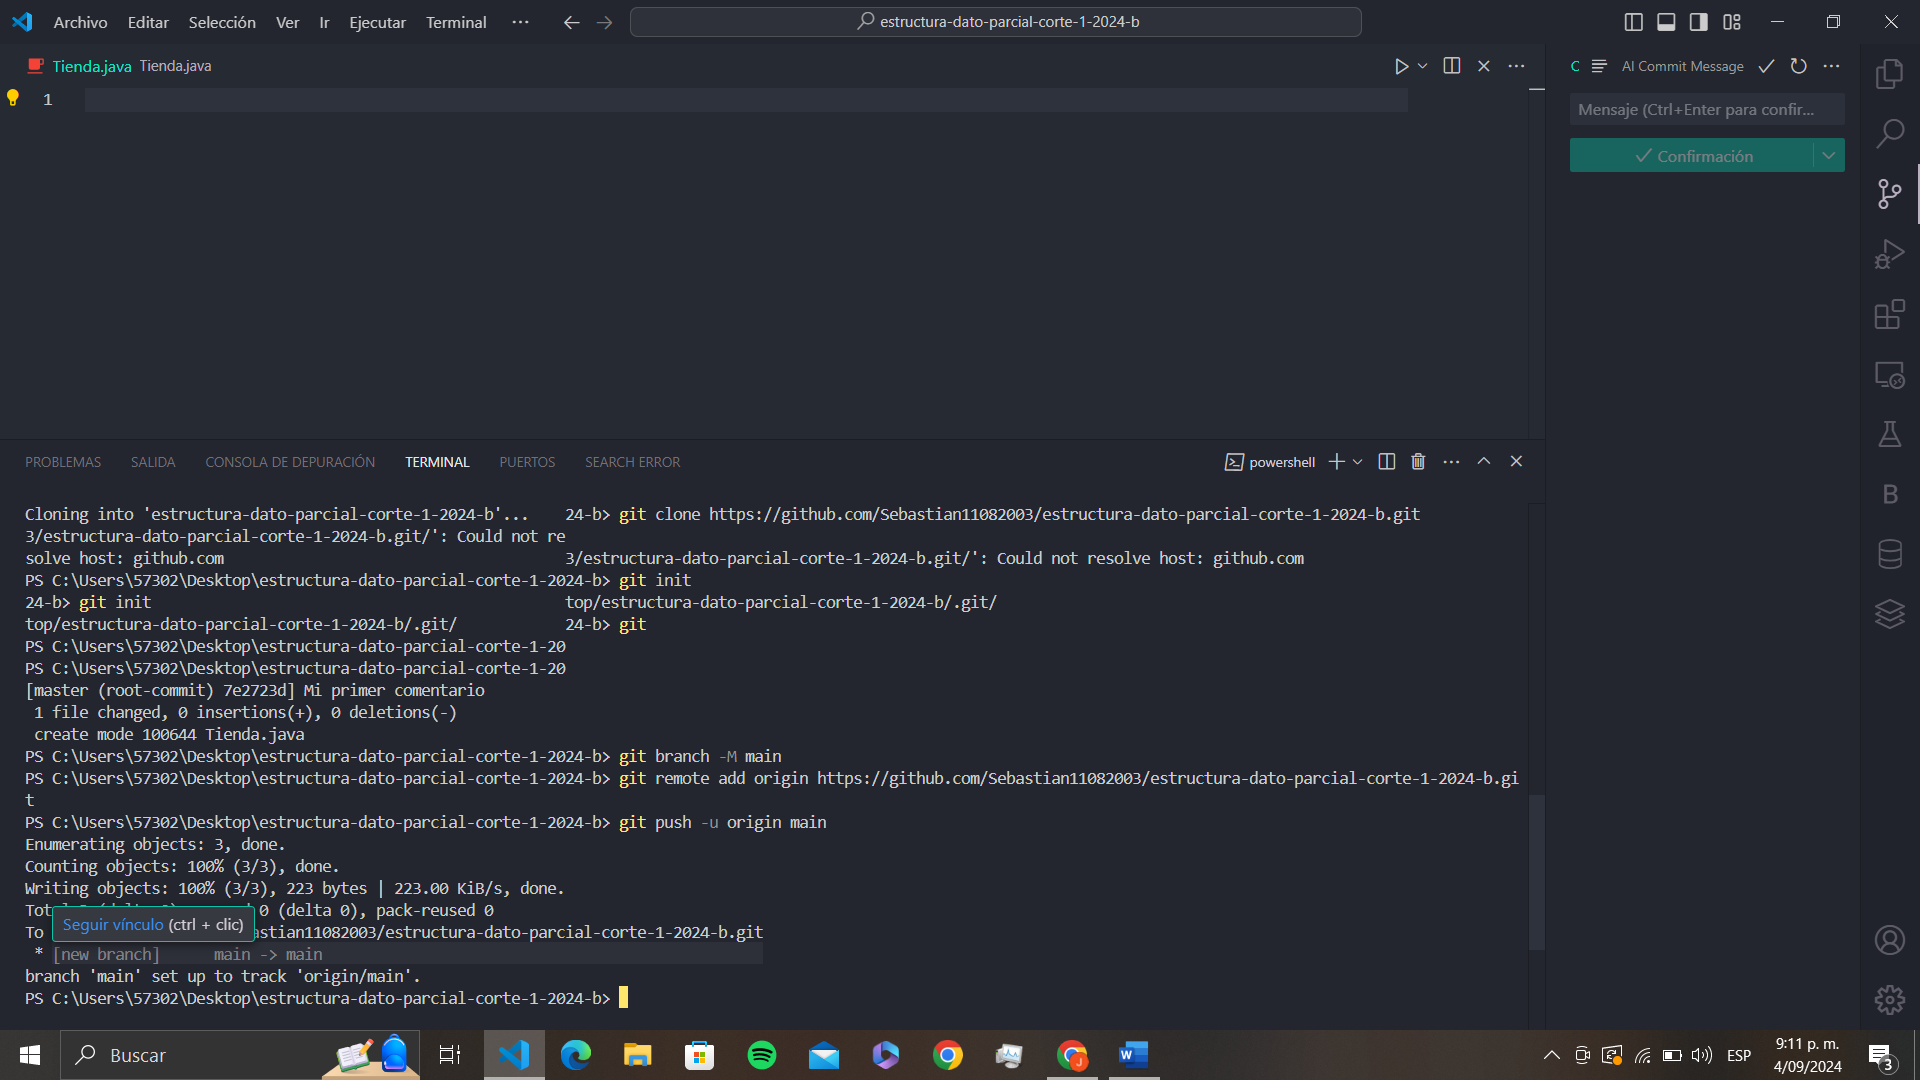 Archivo Editar Selección Ver Ir Ejecutar Terminal ··· estructura-dato-parcial-corte-1-2024-b
Tienda.java Tienda.java
AI Commit Message
1
Mensaje (Ctrl+Enter para confir...
Confirmación
PROBLEMAS SALIDA CONSOLA DE DEPURACIÓN TERMINAL PUERTOS SEARCH ERROR
powershell
Cloning into 'estructura-dato-parcial-corte-1-2024-b'... 24-b> git clone https://github.com/Sebastian11082003/estructura-dato-parcial-corte-1-2024-b.git
3/estructura-dato-parcial-corte-1-2024-b.git/': Could not re
solve host: github.com 3/estructura-dato-parcial-corte-1-2024-b.git/': Could not resolve host: github.com
PS C:\Users\57302\Desktop\estructura-dato-parcial-corte-1-2024-b> git init
24-b> git init top/estructura-dato-parcial-corte-1-2024-b/.git/
top/estructura-dato-parcial-corte-1-2024-b/.git/ 24-b> git
PS C:\Users\57302\Desktop\estructura-dato-parcial-corte-1-20
PS C:\Users\57302\Desktop\estructura-dato-parcial-corte-1-20
[master (root-commit) 7e2723d] Mi primer comentario
1 file changed, 0 insertions(+), 0 deletions(-)
create mode 100644 Tienda.java
PS C:\Users\57302\Desktop\estructura-dato-parcial-corte-1-2024-b> git branch -M main
PS C:\Users\57302\Desktop\estructura-dato-parcial-corte-1-2024-b> git remote add origin https://github.com/Sebastian11082003/estructura-dato-parcial-corte-1-2024-b.gi
t
PS C:\Users\57302\Desktop\estructura-dato-parcial-corte-1-2024-b> git push -u origin main
Enumerating objects: 3, done.
Counting objects: 100% (3/3), done.
Writing objects: 100% (3/3), 223 bytes | 223.00 KiB/s, done.
Tot 0 (delta 0), pack-reused 0
Seguir vínculo (ctrl + clic)
To astian11082003/estructura-dato-parcial-corte-1-2024-b.git
* [new branch] main -> main
branch 'main' set up to track 'origin/main'.
PS C:\Users\57302\Desktop\estructura-dato-parcial-corte-1-2024-b>
Buscar
ESP
9:11 p. m.
4/09/2024
3